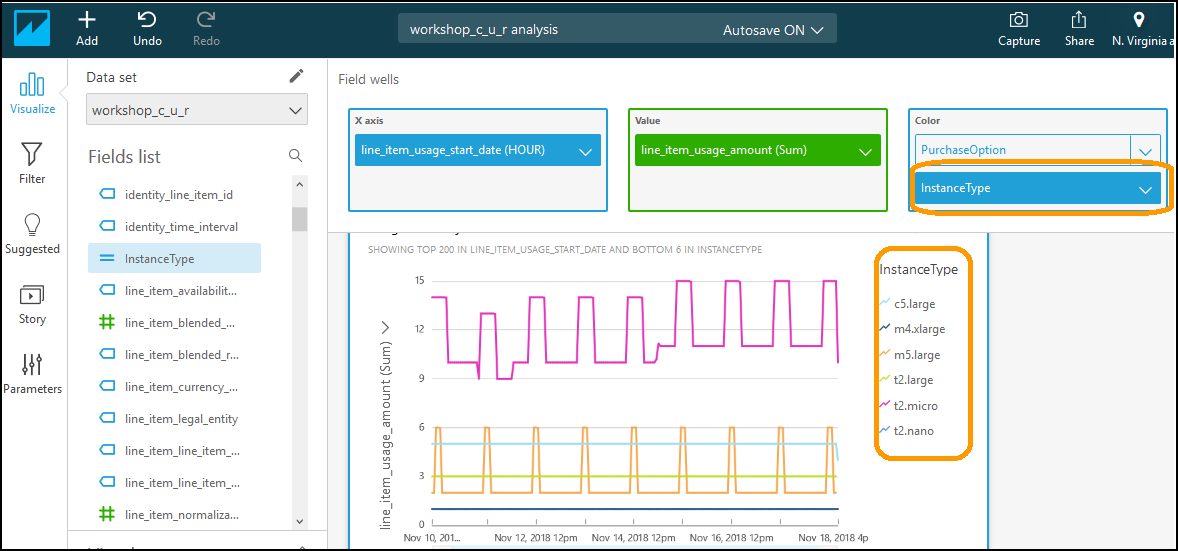 Add
Undo
Redo
workshop_c_u_r analysis
Autosave ON
Capture
Share
N. Virginia a
Visualize
Filter
Suggested
Story
Parameters
Data set
workshop_c_u_r
Fields list
identity_line_item_id
identity_time_interval
InstanceType
line_item_availabilit...
line_item_blended_...
line_item_blended_r...
line_item_currency_...
line_item_legal_entity
line_item_line_item_...
line_item_line_item_...
line_item_normaliza...
Field wells
X axis
line_item_usage_start_date (HOUR)
Value
line_item_usage_amount (Sum)
Color
PurchaseOption
InstanceType
SHOWING TOP 200 IN LINE_ITEM_USAGE_START_DATE AND BOTTOM 6 IN INSTANCETYPE
line_item_usage_amount (Sum)
15
12
9
6
3
0
Nov 10, 201...
Nov 12, 2018 12pm
Nov 14, 2018 12pm
Nov 16, 2018 12pm
Nov 18, 2018 4p
InstanceType
c5.large
m4.xlarge
m5.large
t2.large
t2.micro
t2.nano